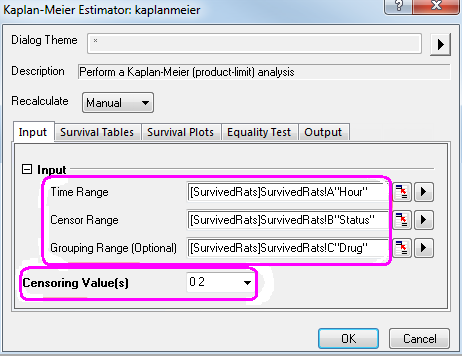 Kaplan-Meier Estimator: kaplanmeier
Dialog Theme *
Description Perform a Kaplan-Meier (product-limit) analysis
Recalculate Manual
Input Survival Tables Survival Plots Equality Test Output
Input
Time Range [SurvivedRats]SurvivedRats!A"Hour"
Censor Range [SurvivedRats]SurvivedRats!B"Status"
Grouping Range (Optional) [SurvivedRats]SurvivedRats!C"Drug"
Censoring Value(s) 0 2
OK Cancel